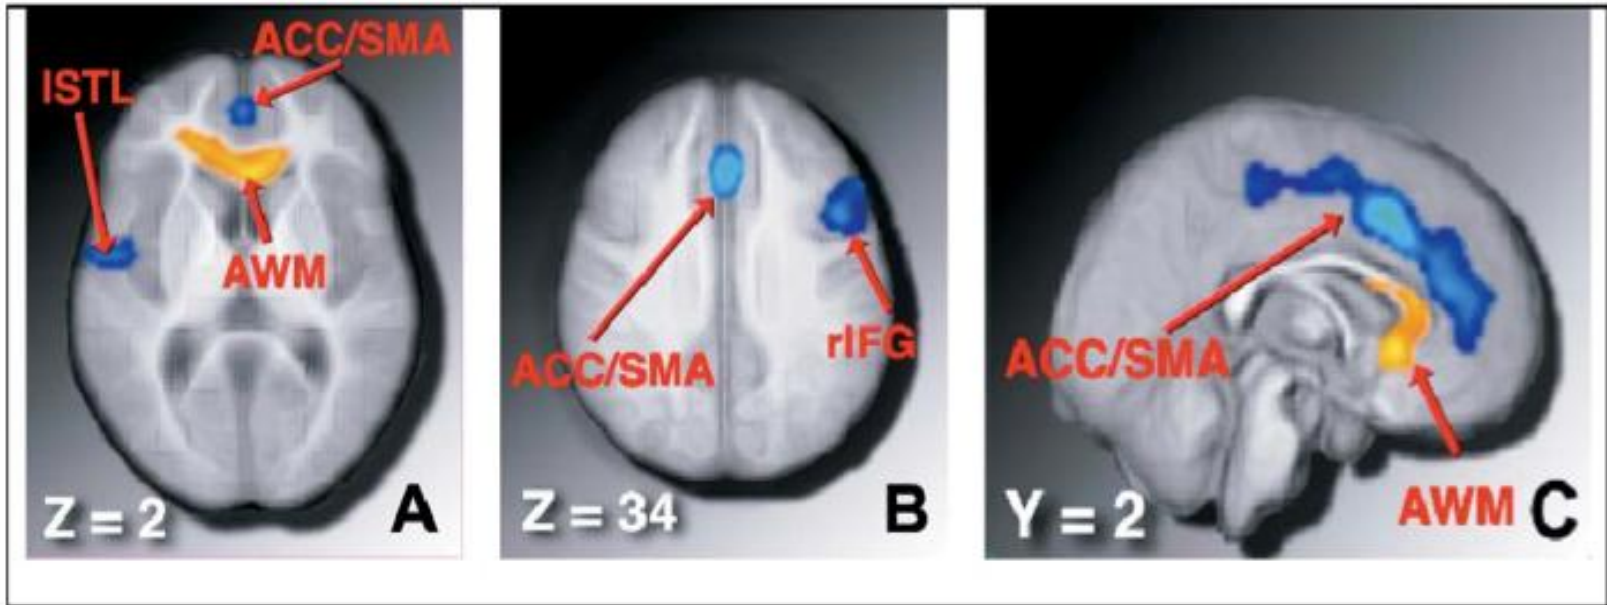 ACC/SMA
lSTL
AWM
Z = 2
A
ACC/SMA
rIFG
Z = 34
B
ACC/SMA
AWM
Y = 2
C